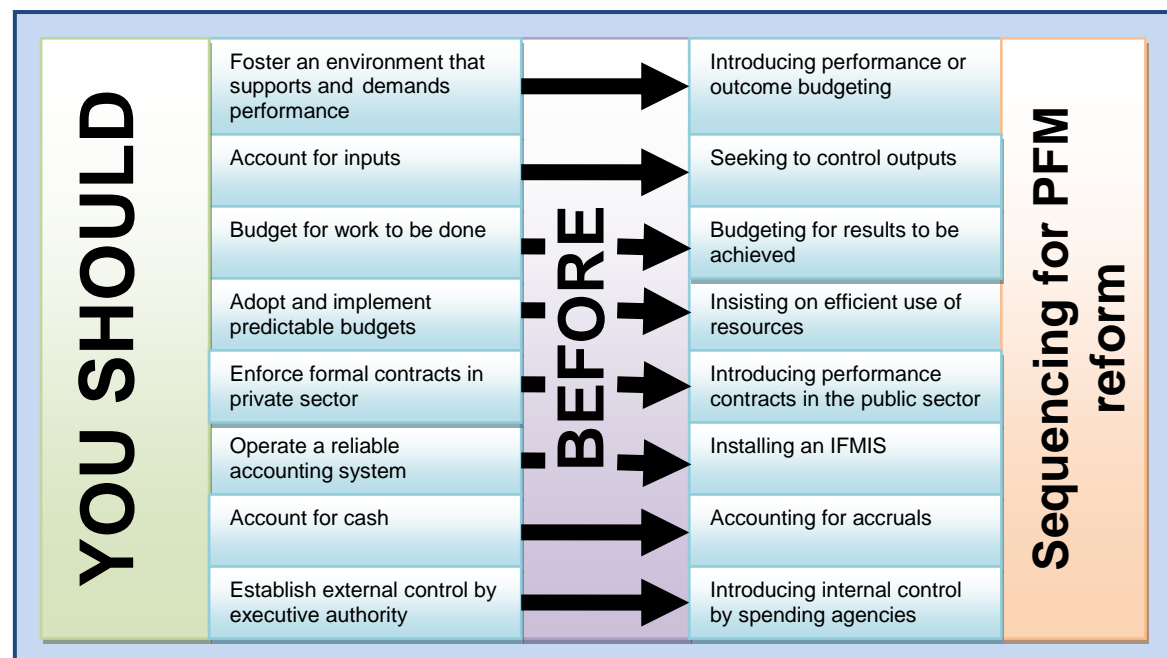 YOU SHOULD
Foster an environment that
supports and demands
performance
Account for inputs
Budget for work to be done
Adopt and implement
predictable budgets
Enforce formal contracts in
private sector
Operate a reliable
accounting system
Account for cash
Establish external control by
executive authority
BEFORE
Introducing performance or
outcome budgeting
Seeking to control outputs
Budgeting for results to be
achieved
Insisting on efficient use of
resources
Introducing performance
contracts in the public sector
Installing an IFMIS
Accounting for accruals
Introducing internal control
by spending agencies
Sequencing for PFM
reform